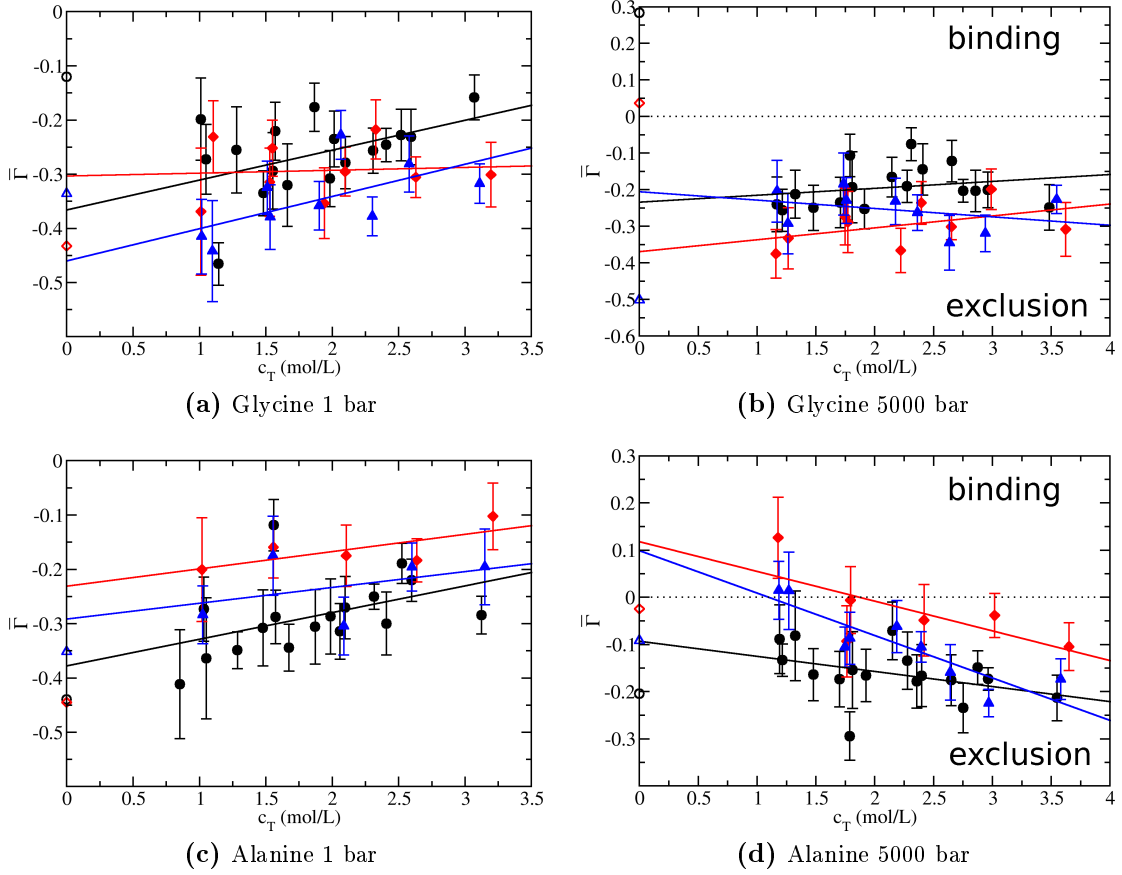 0
-0.1
-0.2
-0.3
-0.4
-0.5
Γ
0 0.5 1 1.5 2 2.5 3 3.5
c_T (mol/L)
(a) Glycine 1 bar
0.3
0.2
0.1
0
-0.1
-0.2
-0.3
-0.4
-0.5
-0.6
Γ
binding
exclusion
0 0.5 1 1.5 2 2.5 3 3.5 4
c_T (mol/L)
(b) Glycine 5000 bar
0
-0.1
-0.2
-0.3
-0.4
-0.5
Γ
0 0.5 1 1.5 2 2.5 3 3.5
c_T (mol/L)
(c) Alanine 1 bar
0.3
0.2
0.1
0
-0.1
-0.2
-0.3
Γ
binding
exclusion
0 0.5 1 1.5 2 2.5 3 3.5 4
c_T (mol/L)
(d) Alanine 5000 bar